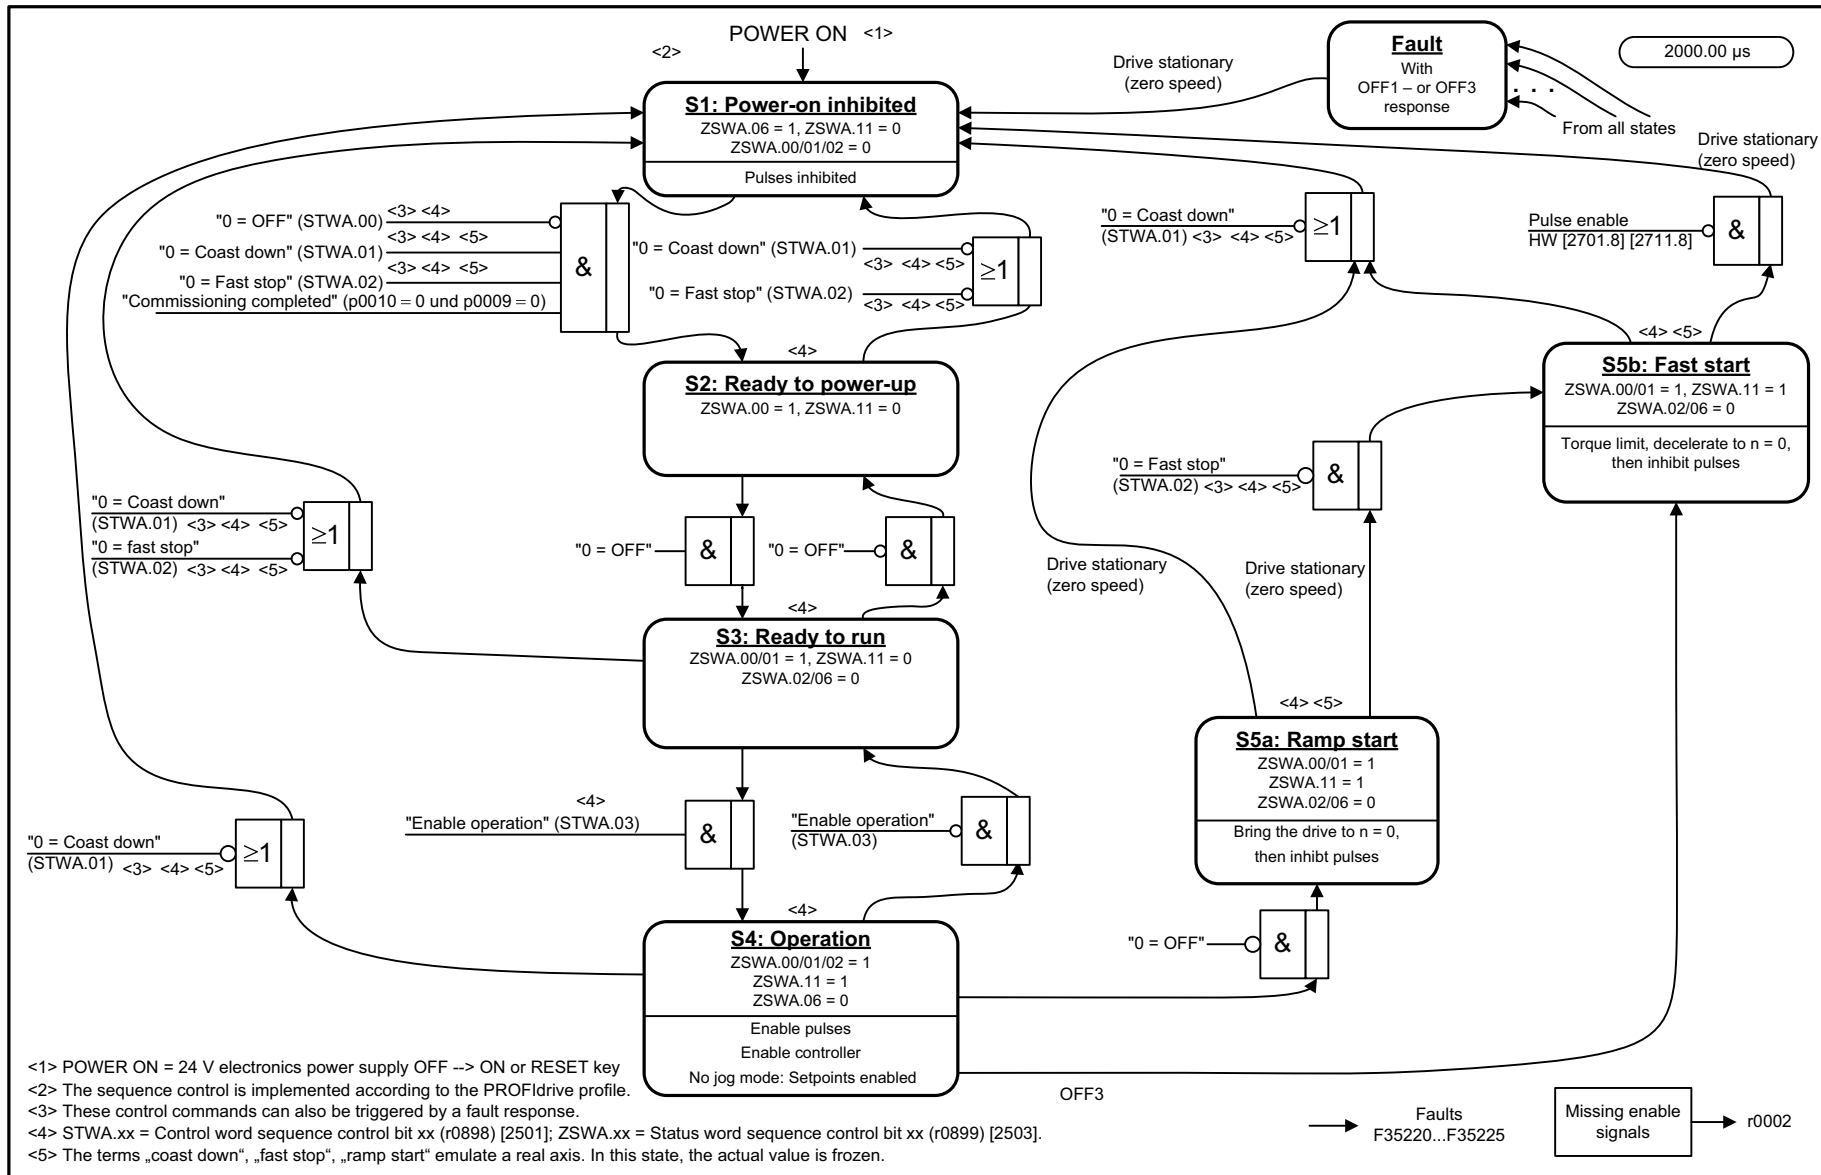 POWER ON <1>
<2>
Fault
With
OFF1 – or OFF3
response
. . .
2000.00 µs
Drive stationary
(zero speed)
From all states
S1: Power-on inhibited
ZSWA.06 = 1, ZSWA.11 = 0
ZSWA.00/01/02 = 0
Pulses inhibited
Drive stationary
(zero speed)
<3> <4>
"0 = OFF" (STWA.00)
<3> <4> <5>
"0 = Coast down" (STWA.01)
<3> <4> <5>
"0 = Fast stop" (STWA.02)
"Commissioning completed" (p0010 = 0 und p0009 = 0)
&
"0 = Coast down" (STWA.01)
<3> <4> <5>
"0 = Fast stop" (STWA.02)
<3> <4> <5>
≥1
"0 = Coast down"
(STWA.01) <3> <4> <5>
≥1
Pulse enable
HW [2701.8] [2711.8]
&
<4>
S2: Ready to power-up
ZSWA.00 = 1, ZSWA.11 = 0
<4> <5>
S5b: Fast start
ZSWA.00/01 = 1, ZSWA.11 = 1
ZSWA.02/06 = 0
Torque limit, decelerate to n = 0,
then inhibit pulses
"0 = Fast stop"
(STWA.02) <3> <4> <5>
&
"0 = Coast down"
(STWA.01) <3> <4> <5>
"0 = fast stop"
(STWA.02) <3> <4> <5>
≥1
"0 = OFF"
&
"0 = OFF"
&
Drive stationary
(zero speed)
Drive stationary
(zero speed)
<4>
S3: Ready to run
ZSWA.00/01 = 1, ZSWA.11 = 0
ZSWA.02/06 = 0
<4> <5>
S5a: Ramp start
ZSWA.00/01 = 1
ZSWA.11 = 1
ZSWA.02/06 = 0
Bring the drive to n = 0,
then inhibt pulses
<4>
"Enable operation" (STWA.03)
&
"Enable operation"
(STWA.03)
&
"0 = Coast down"
(STWA.01) <3> <4> <5>
≥1
<4>
S4: Operation
ZSWA.00/01/02 = 1
ZSWA.11 = 1
ZSWA.06 = 0
Enable pulses
Enable controller
No jog mode: Setpoints enabled
"0 = OFF"
&
OFF3
<1> POWER ON = 24 V electronics power supply OFF --> ON or RESET key
<2> The sequence control is implemented according to the PROFIdrive profile.
<3> These control commands can also be triggered by a fault response.
<4> STWA.xx = Control word sequence control bit xx (r0898) [2501]; ZSWA.xx = Status word sequence control bit xx (r0899) [2503].
<5> The terms „coast down“, „fast stop“, „ramp start“ emulate a real axis. In this state, the actual value is frozen.
Faults
F35220...F35225
Missing enable
signals
r0002